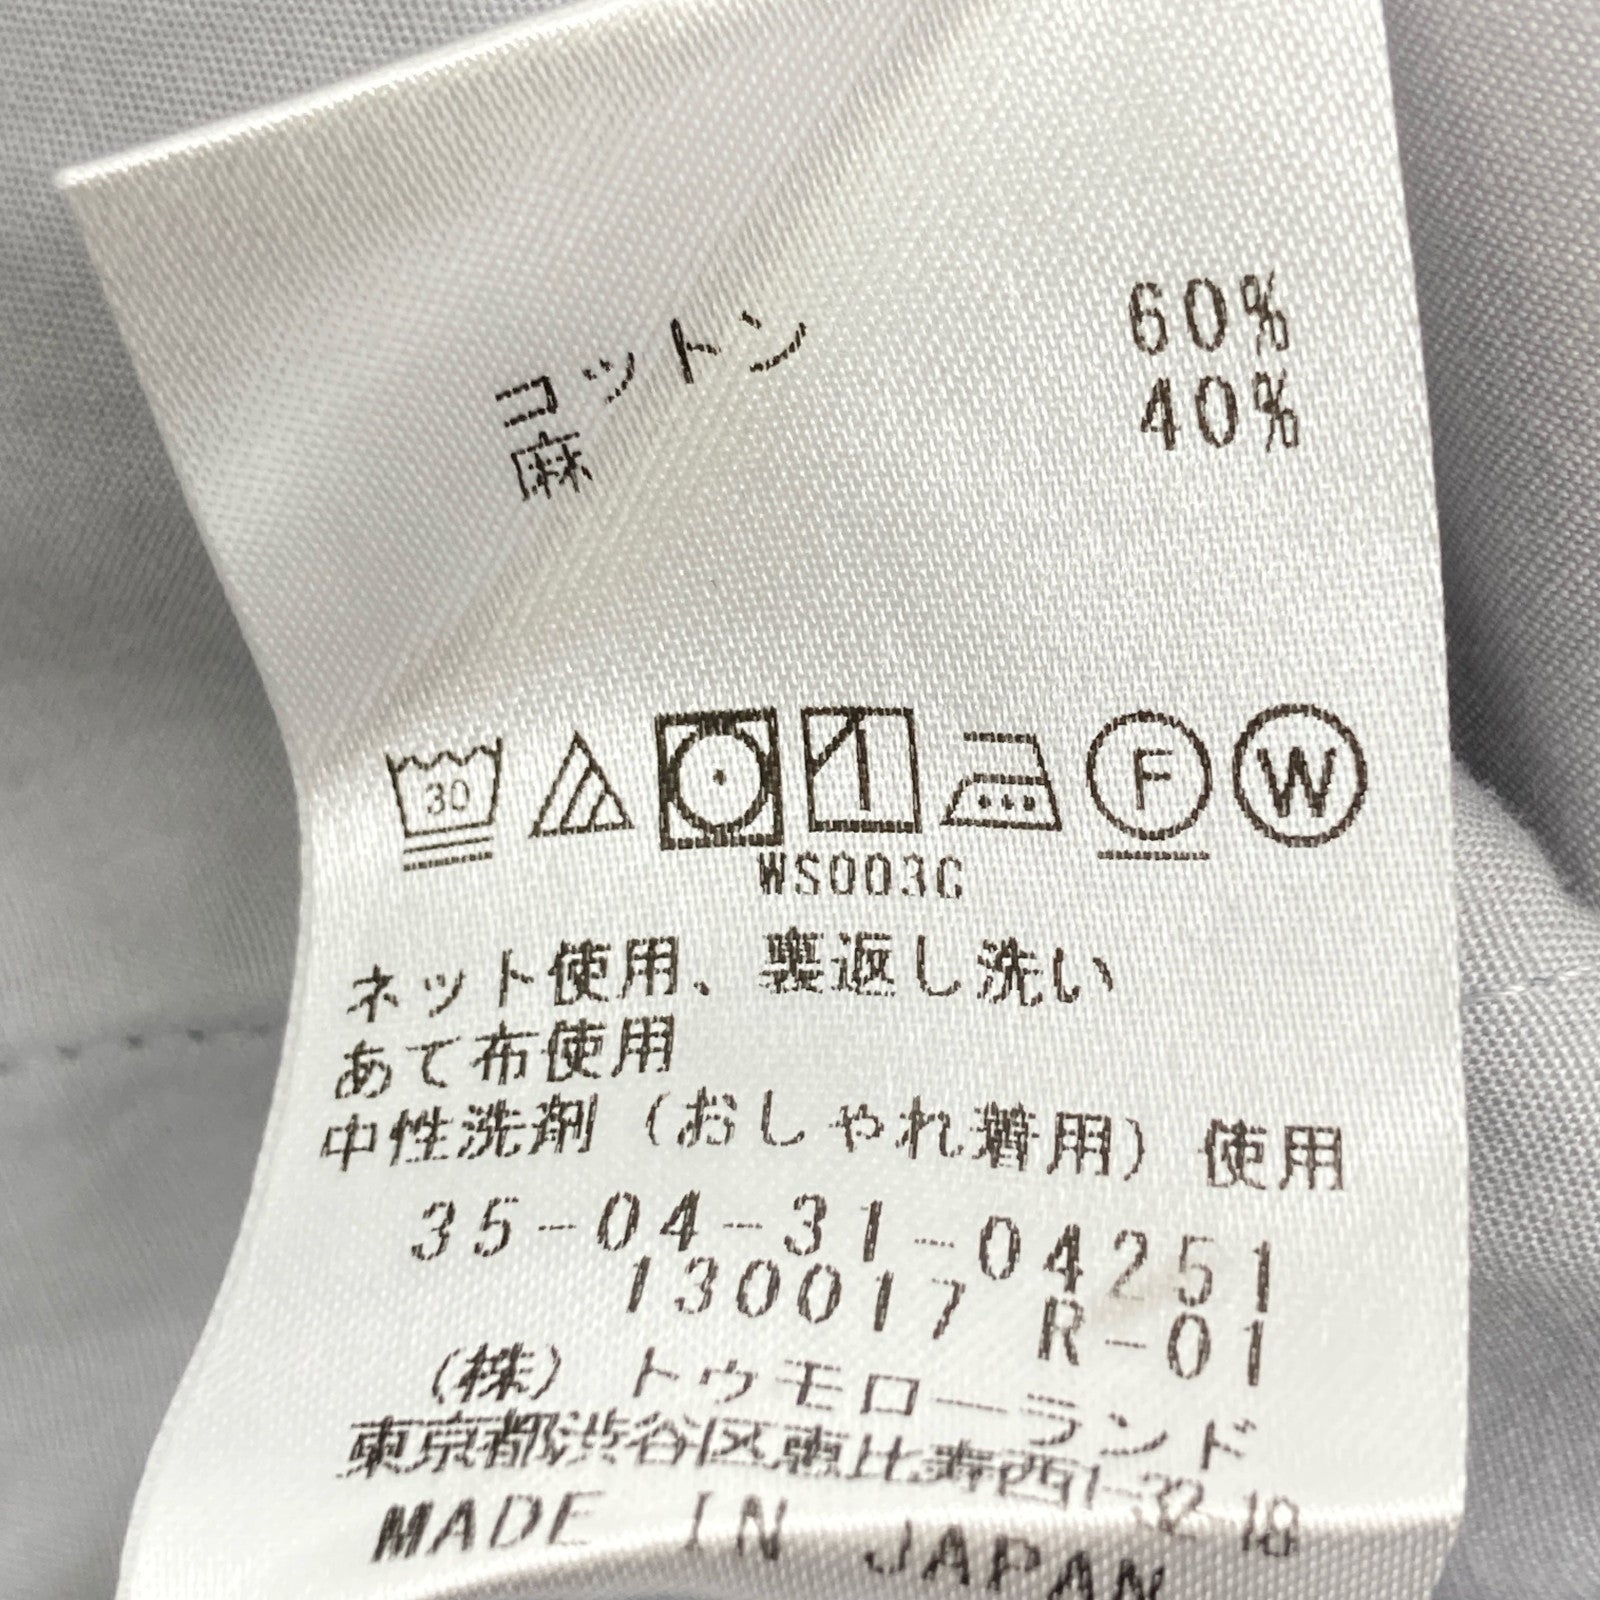 コットン 60%
麻 40%
30 F W
WS003C
ネット使用、裏返し洗い
あて布使用
中性洗剤（おしゃれ着用）使用
35-04-31-04251
130017 R-01
（株）トゥモローランド
東京都渋谷区恵比寿西1-32-18
MADE IN JAPAN